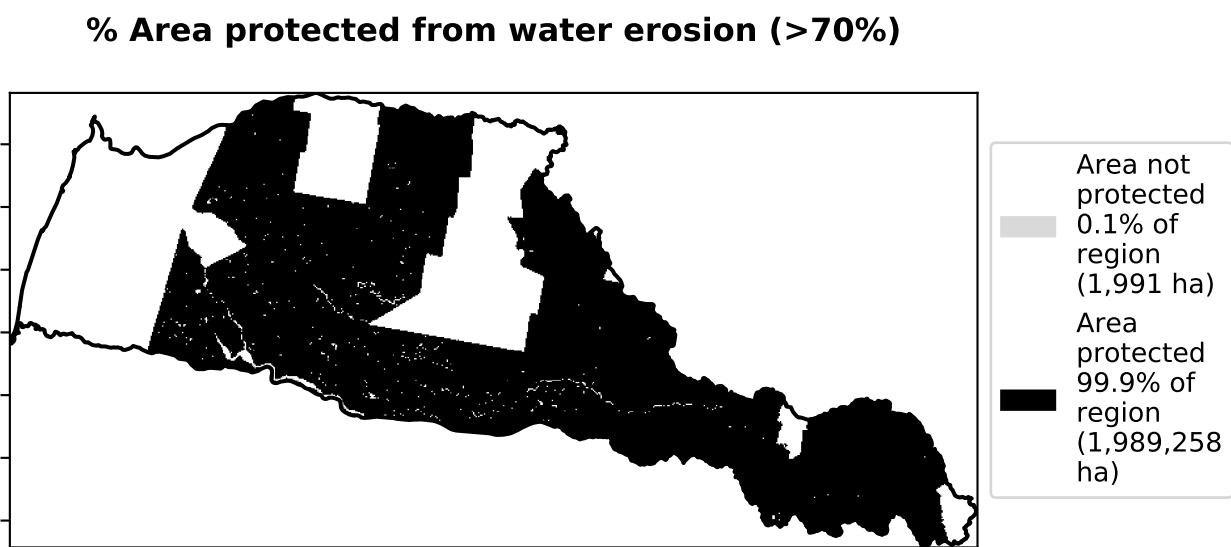 % Area protected from water erosion (>70%)
Area not
protected
0.1% of
region
(1,991 ha)
Area
protected
99.9% of
region
(1,989,258
ha)